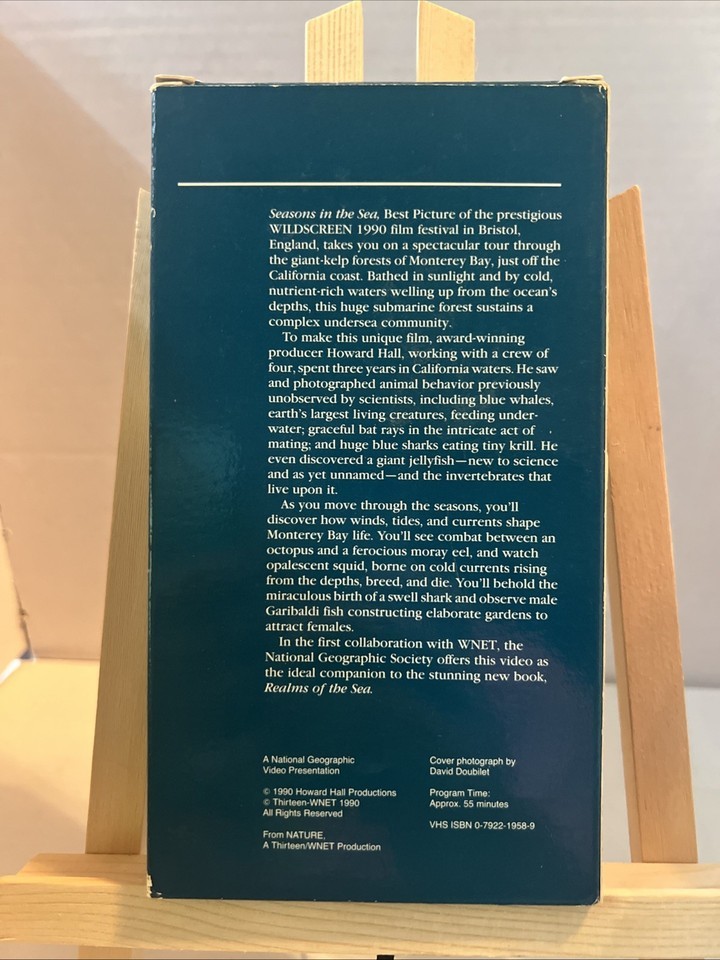 Seasons in the Sea, Best Picture of the prestigious
WILDSCREEN 1990 film festival in Bristol,
England, takes you on a spectacular tour through
the giant-kelp forests of Monterey Bay, just off the
California coast. Bathed in sunlight and by cold,
nutrient-rich waters welling up from the ocean's
depths, this huge submarine forest sustains a
complex undersea community.
To make this unique film, award-winning
producer Howard Hall, working with a crew of
four, spent three years in California waters. He saw
and photographed animal behavior previously
unobserved by scientists, including blue whales,
earth's largest living creatures, feeding under-
water; graceful bat rays in the intricate act of
mating; and huge blue sharks eating tiny krill. He
even discovered a giant jellyfish—new to science
and as yet unnamed—and the invertebrates that
live upon it.
As you move through the seasons, you'll
discover how winds, tides, and currents shape
Monterey Bay life. You'll see combat between an
octopus and a ferocious moray eel, and watch
opalescent squid, borne on cold currents rising
from the depths, breed, and die. You'll behold the
miraculous birth of a swell shark and observe male
Garibaldi fish constructing elaborate gardens to
attract females.
In the first collaboration with WNET, the
National Geographic Society offers this video as
the ideal companion to the stunning new book,
Realms of the Sea.
A National Geographic
Video Presentation
© 1990 Howard Hall Productions
© Thirteen-WNET 1990
All Rights Reserved
From NATURE,
A Thirteen/WNET Production
Cover photograph by
David Doubilet
Program Time:
Approx. 55 minutes
VHS ISBN 0-7922-1958-9